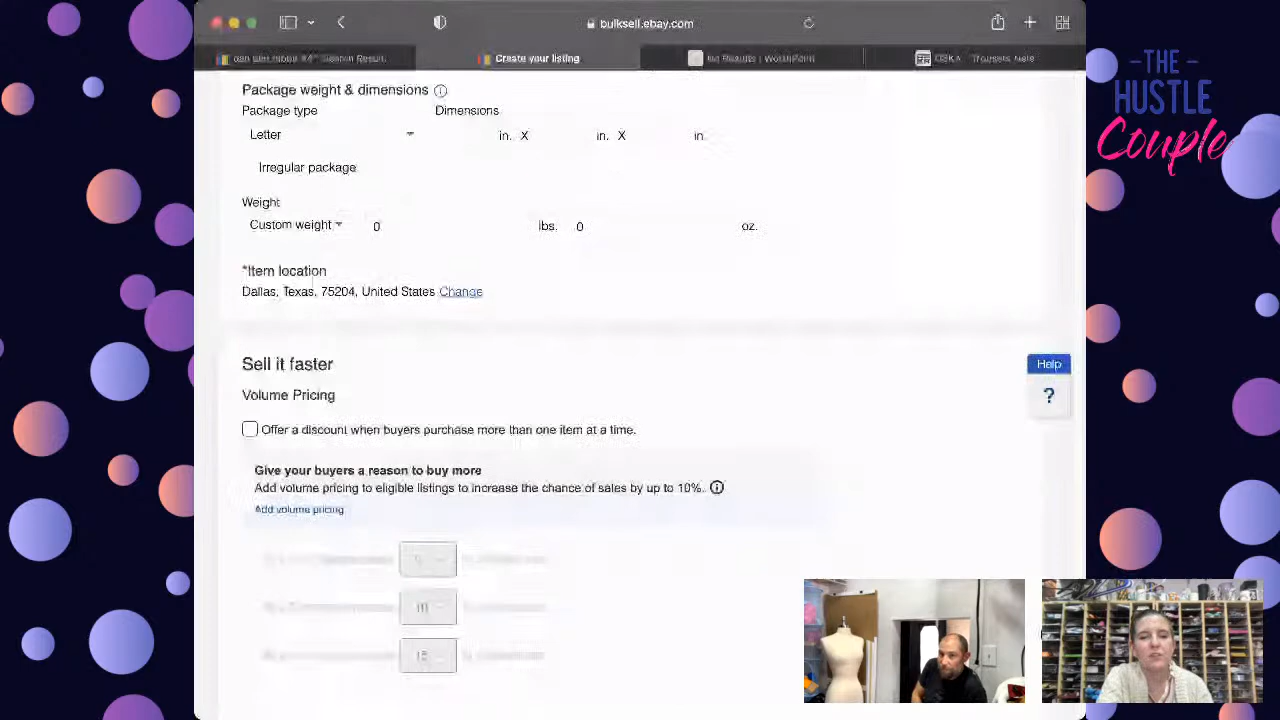 THE
HUSTLE
Couple
bulksell.ebay.com
Create your listing
Package weight & dimensions
Package type
Dimensions
Letter
in. X
in. X
in.
Irregular package
Weight
Custom weight
0
lbs.
0
oz.
*Item location
Dallas, Texas, 75204, United States Change
Sell it faster
Help
?
Volume Pricing
Offer a discount when buyers purchase more than one item at a time.
Give your buyers a reason to buy more
Add volume pricing to eligible listings to increase the chance of sales by up to 10%.
Add volume pricing